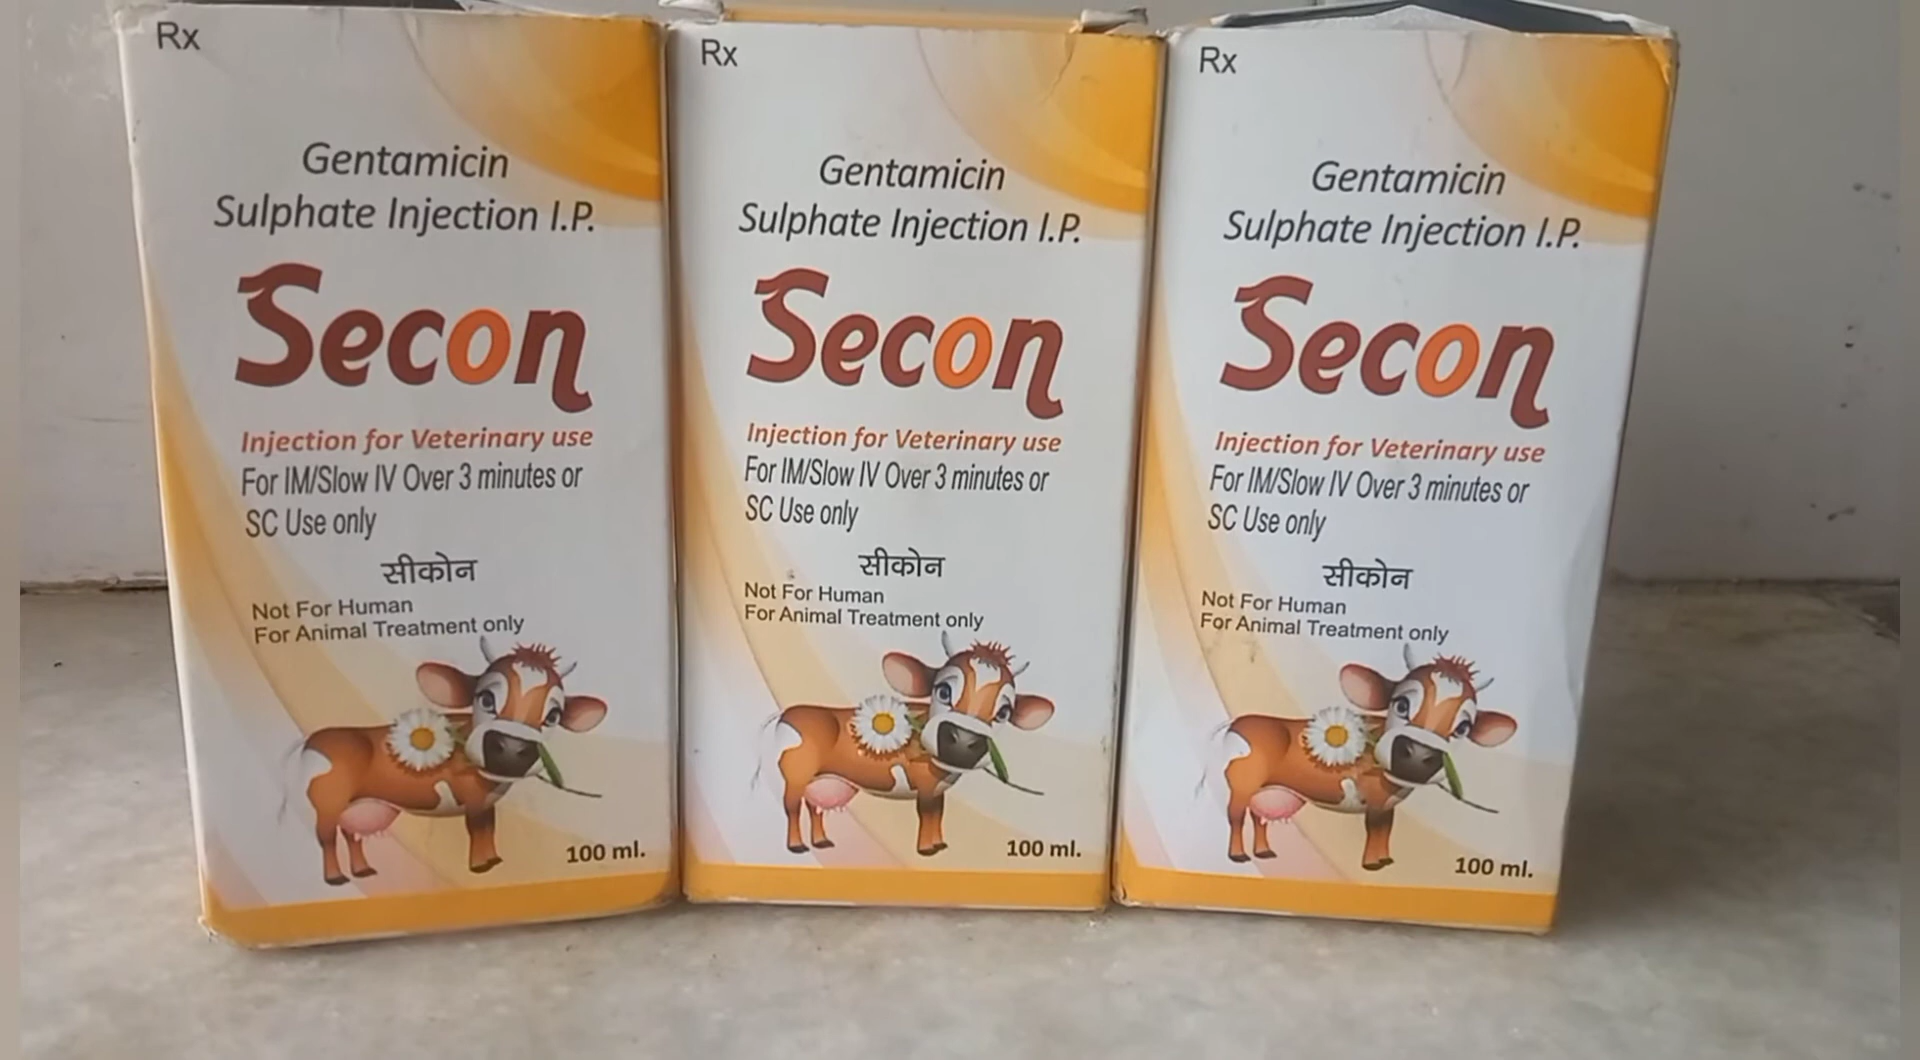 Rx
Gentamicin
Sulphate Injection I.P.
Secon
Injection for Veterinary use
For IM/Slow IV Over 3 minutes or
SC Use only
सीकोन
Not For Human
For Animal Treatment only
100 ml.
Rx
Gentamicin
Sulphate Injection I.P.
Secon
Injection for Veterinary use
For IM/Slow IV Over 3 minutes or
SC Use only
सीकोन
Not For Human
For Animal Treatment only
100 ml.
Rx
Gentamicin
Sulphate Injection I.P.
Secon
Injection for Veterinary use
For IM/Slow IV Over 3 minutes or
SC Use only
सीकोन
Not For Human
For Animal Treatment only
100 ml.